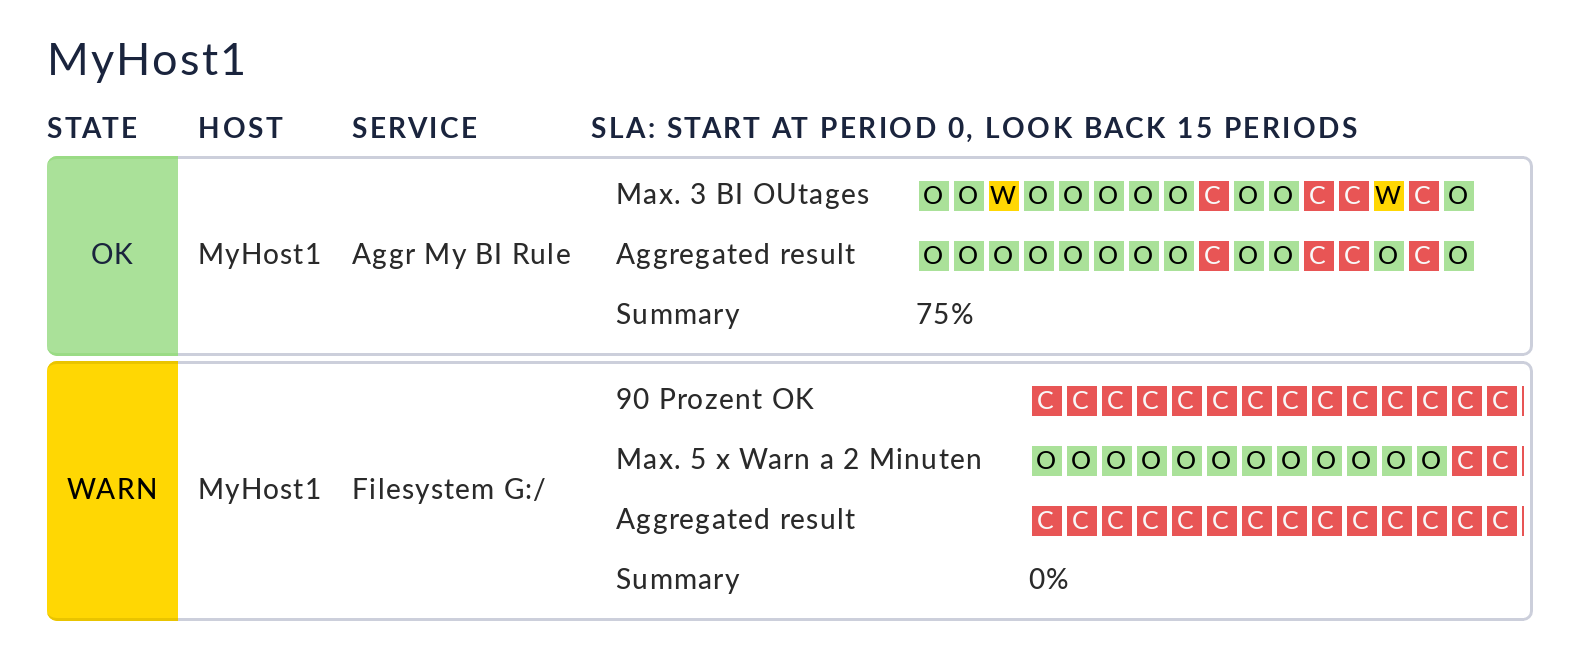 MyHost1
STATE HOST SERVICE SLA: START AT PERIOD 0, LOOK BACK 15 PERIODS
OK MyHost1 Aggr My BI Rule
Max. 3 BI OUtages O O W O O O O O C O O C C W C O
Aggregated result O O O O O O O O C O O C C O C O
Summary 75%
WARN MyHost1 Filesystem G:/
90 Prozent OK C C C C C C C C C C C C C C
Max. 5 x Warn a 2 Minuten O O O O O O O O O O O O C C
Aggregated result C C C C C C C C C C C C C C
Summary 0%